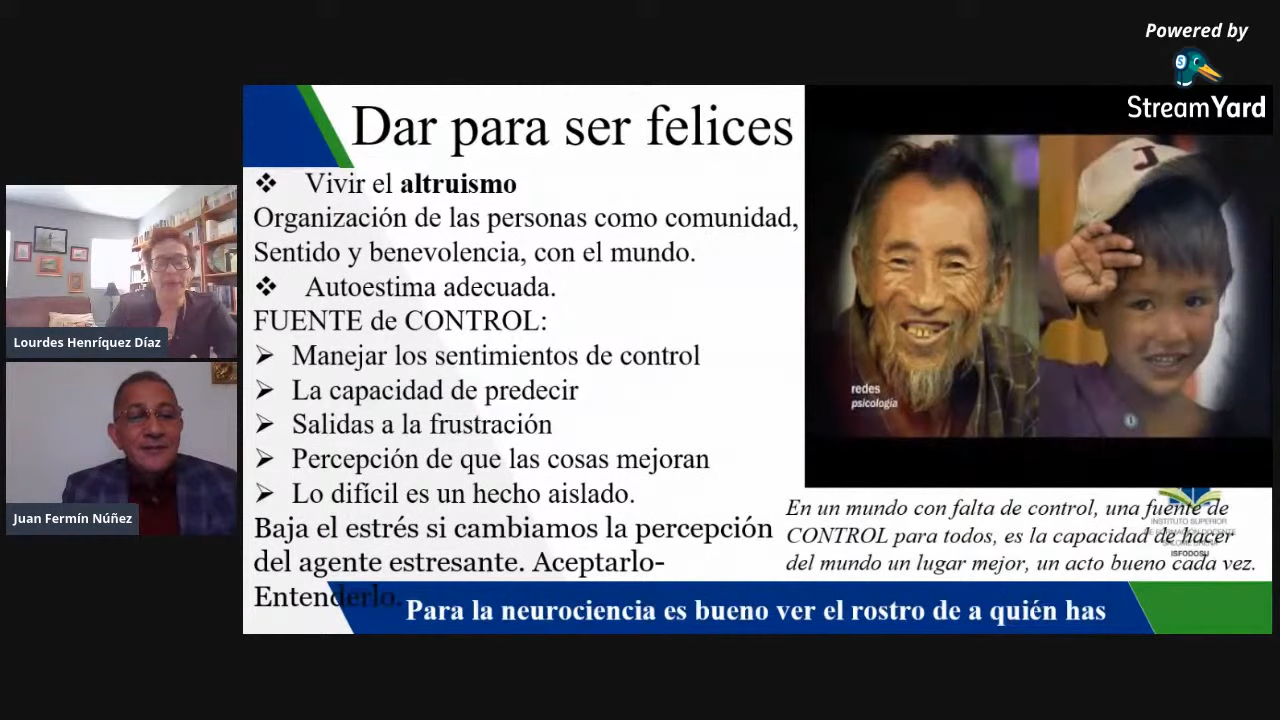 Powered by
StreamYard
Dar para ser felices
❖ Vivir el altruismo
Organización de las personas como comunidad,
Sentido y benevolencia, con el mundo.
❖ Autoestima adecuada.
FUENTE de CONTROL:
➢ Manejar los sentimientos de control
➢ La capacidad de predecir
➢ Salidas a la frustración
➢ Percepción de que las cosas mejoran
➢ Lo difícil es un hecho aislado.
Baja el estrés si cambiamos la percepción
del agente estresante. Aceptarlo-
Entenderlo.
Para la neurociencia es bueno ver el rostro de a quién has
J
redes
psicología
En un mundo con falta de control, una fuente de
CONTROL para todos, es la capacidad de hacer
del mundo un lugar mejor, un acto bueno cada vez.
INSTITUTO SUPERIOR
ISFODOSU
Lourdes Henríquez Díaz
Juan Fermín Núñez